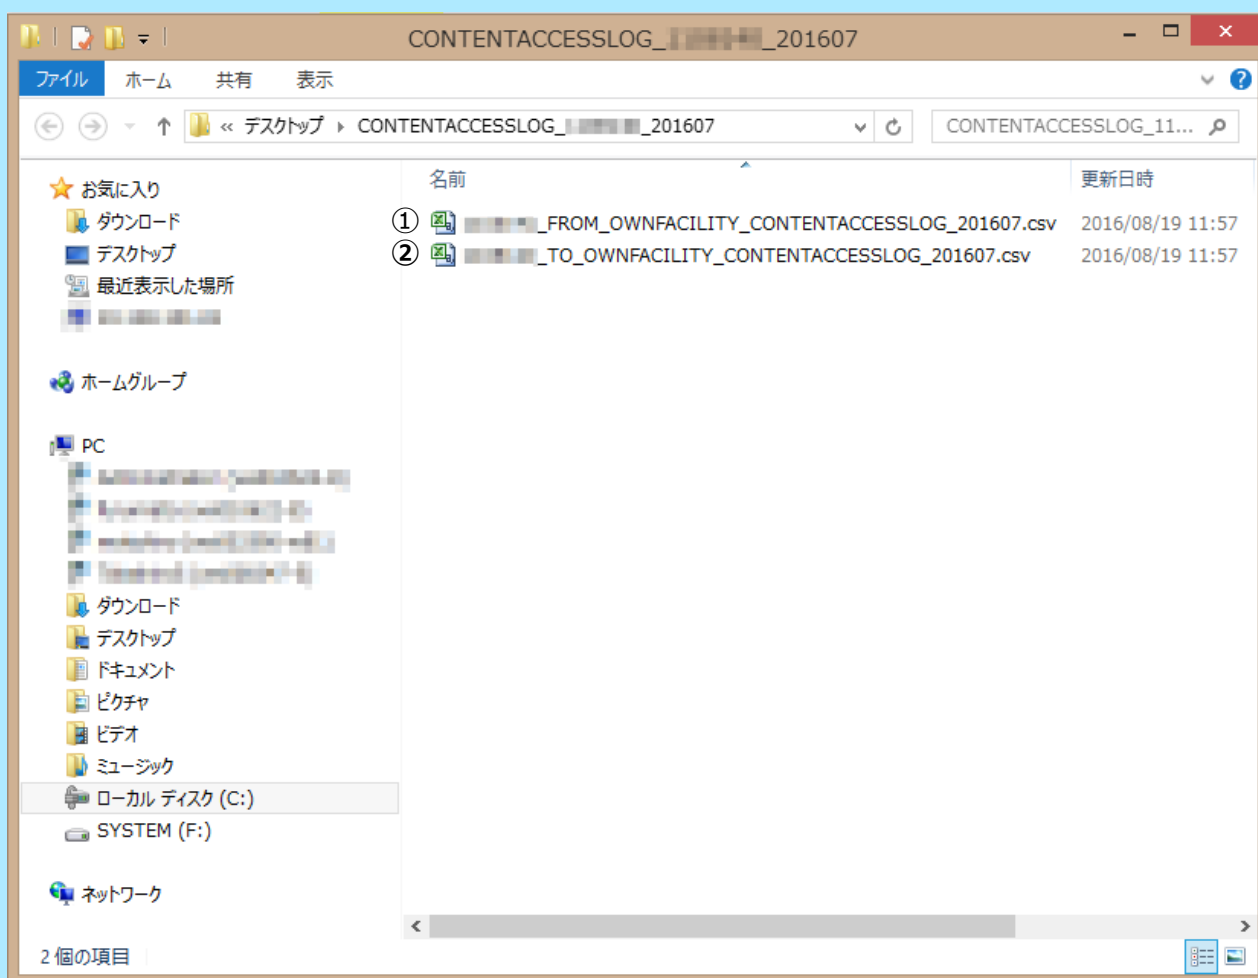 CONTENTACCESSLOG_ _201607
ファイル ホーム 共有 表示
« デスクトップ CONTENTACCESSLOG_ _201607 CONTENTACCESSLOG_11...
名前 更新日時
① _FROM_OWNFACILITY_CONTENTACCESSLOG_201607.csv 2016/08/19 11:57
② _TO_OWNFACILITY_CONTENTACCESSLOG_201607.csv 2016/08/19 11:57
お気に入り
ダウンロード
デスクトップ
最近表示した場所
ホームグループ
PC
ダウンロード
デスクトップ
ドキュメント
ピクチャ
ビデオ
ミュージック
ローカル ディスク (C:)
SYSTEM (F:)
ネットワーク
2 個の項目